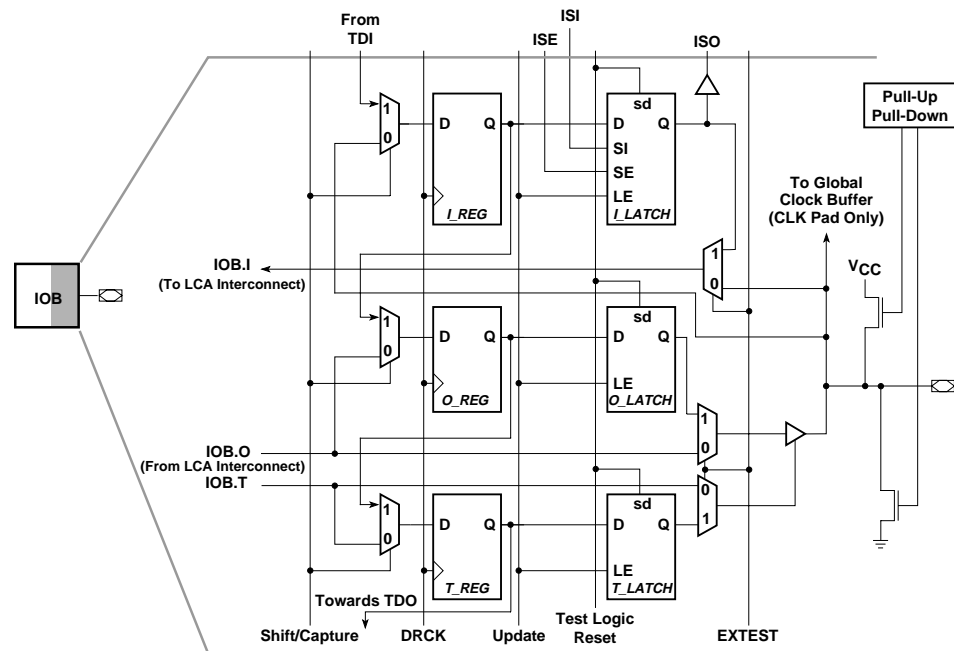 From
TDI
ISE
ISI
ISO
Pull-Up
Pull-Down
1
0
D
Q
I_REG
sd
D
Q
SI
SE
LE
I_LATCH
To Global
Clock Buffer
(CLK Pad Only)
IOB
IOB.I
(To LCA Interconnect)
1
0
VCC
1
0
D
Q
O_REG
sd
D
Q
LE
O_LATCH
1
0
IOB.O
(From LCA Interconnect)
IOB.T
1
0
D
Q
T_REG
sd
D
Q
LE
T_LATCH
0
1
Towards TDO
Shift/Capture
DRCK
Update
Test Logic
Reset
EXTEST